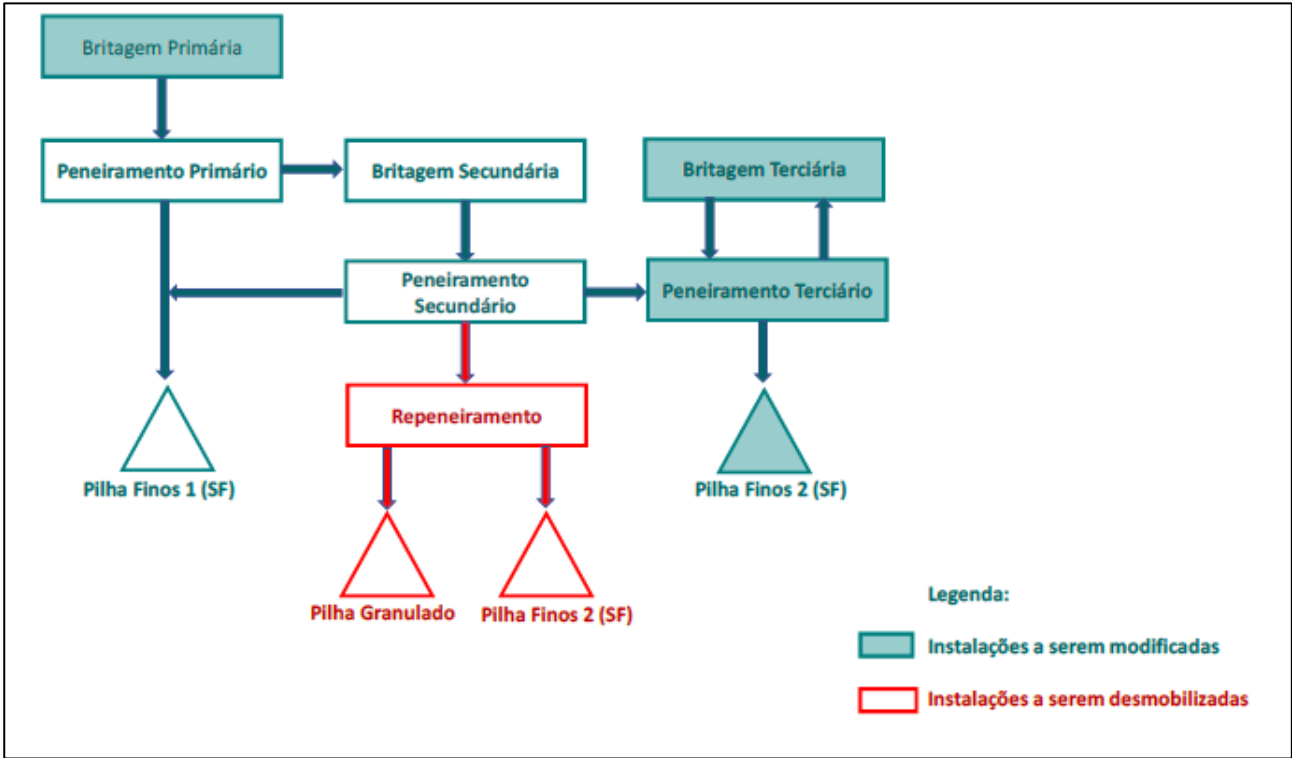 Britagem Primária
Peneiramento Primário
Britagem Secundária
Britagem Terciária
Peneiramento
Secundário
Peneiramento Terciário
Repeneiramento
Pilha Finos 1 (SF)
Pilha Finos 2 (SF)
Pilha Granulado
Pilha Finos 2 (SF)
Legenda:
Instalações a serem modificadas
Instalações a serem desmobilizadas